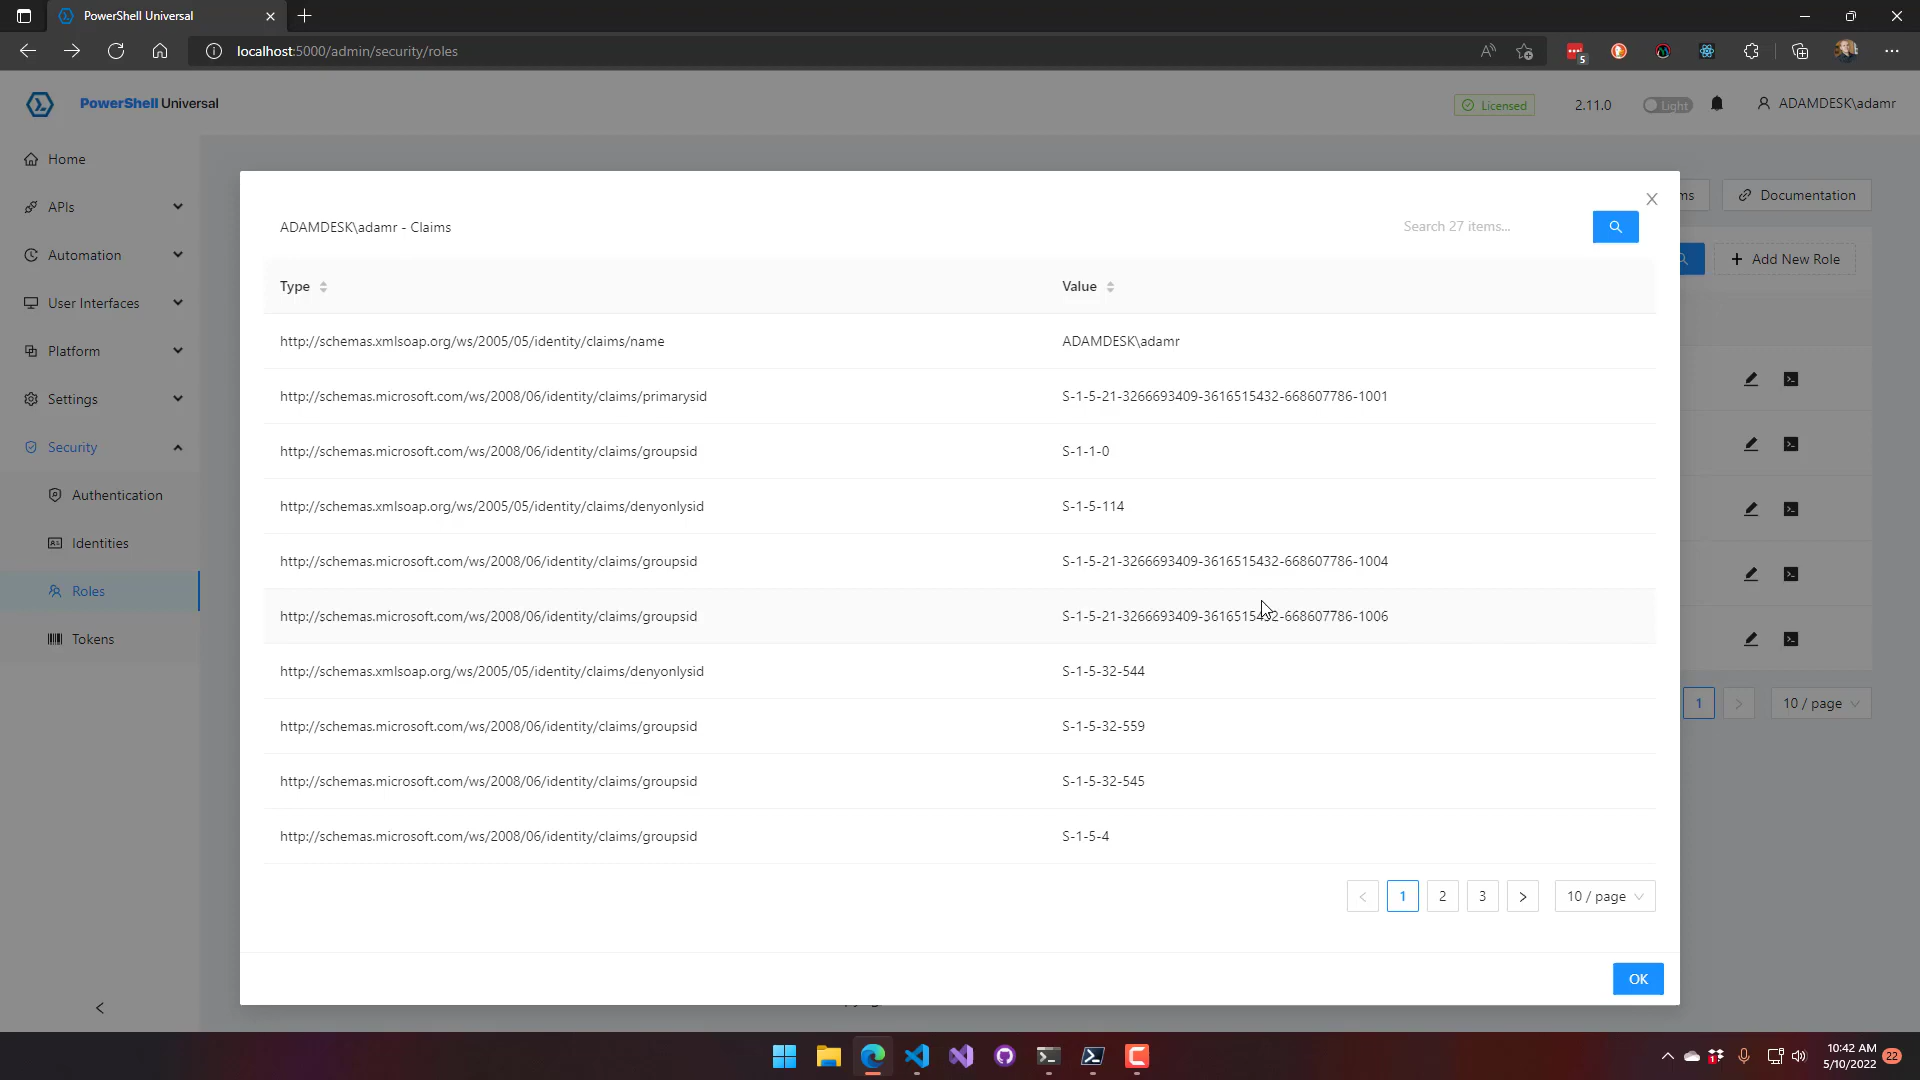 PowerShell Universal
localhost:5000/admin/security/roles
5
PowerShell Universal
Licensed
2.11.0
Light
ADAMDESK\adamr
Home
APIs
Automation
User Interfaces
Platform
Settings
Security
Authentication
Identities
Roles
Tokens
Documentation
Add New Role
1
10 / page
ADAMDESK\adamr - Claims
Search 27 items...
Type
Value
http://schemas.xmlsoap.org/ws/2005/05/identity/claims/name
ADAMDESK\adamr
http://schemas.microsoft.com/ws/2008/06/identity/claims/primarysid
S-1-5-21-3266693409-3616515432-668607786-1001
http://schemas.microsoft.com/ws/2008/06/identity/claims/groupsid
S-1-1-0
http://schemas.xmlsoap.org/ws/2005/05/identity/claims/denyonlysid
S-1-5-114
http://schemas.microsoft.com/ws/2008/06/identity/claims/groupsid
S-1-5-21-3266693409-3616515432-668607786-1004
http://schemas.microsoft.com/ws/2008/06/identity/claims/groupsid
S-1-5-21-3266693409-3616515432-668607786-1006
http://schemas.xmlsoap.org/ws/2005/05/identity/claims/denyonlysid
S-1-5-32-544
http://schemas.microsoft.com/ws/2008/06/identity/claims/groupsid
S-1-5-32-559
http://schemas.microsoft.com/ws/2008/06/identity/claims/groupsid
S-1-5-32-545
http://schemas.microsoft.com/ws/2008/06/identity/claims/groupsid
S-1-5-4
1
2
3
10 / page
OK
10:42 AM
5/10/2022
22